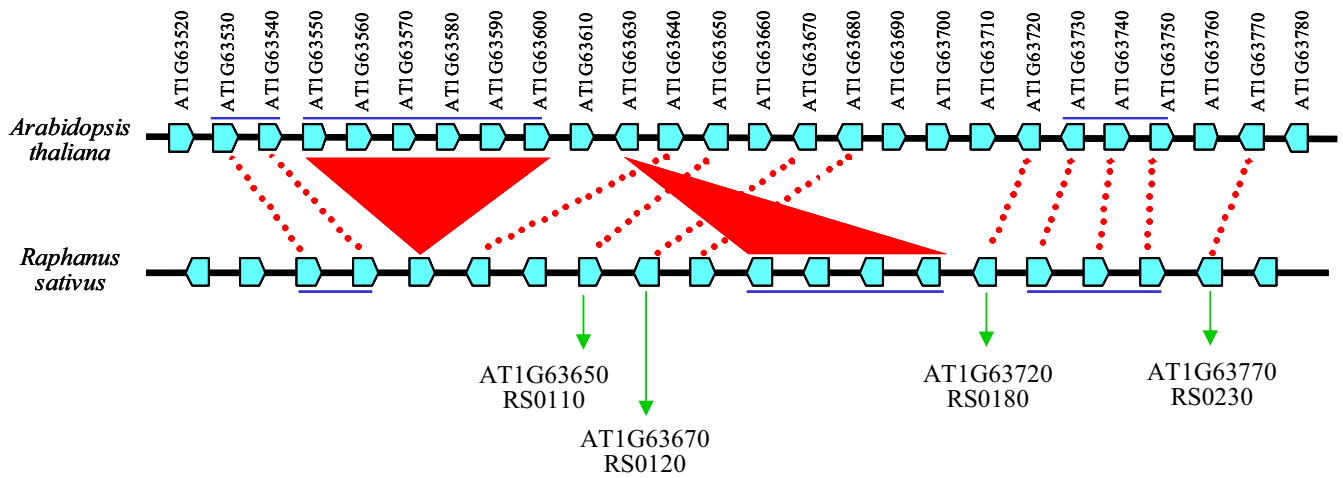 AT1G63520
AT1G63530
AT1G63540
AT1G63550
AT1G63560
AT1G63570
AT1G63580
AT1G63590
AT1G63600
AT1G63610
AT1G63630
AT1G63640
AT1G63650
AT1G63660
AT1G63670
AT1G63680
AT1G63690
AT1G63700
AT1G63710
AT1G63720
AT1G63730
AT1G63740
AT1G63750
AT1G63760
AT1G63770
AT1G63780
Arabidopsis
thaliana
Raphanus
sativus
AT1G63650
RS0110
AT1G63670
RS0120
AT1G63720
RS0180
AT1G63770
RS0230